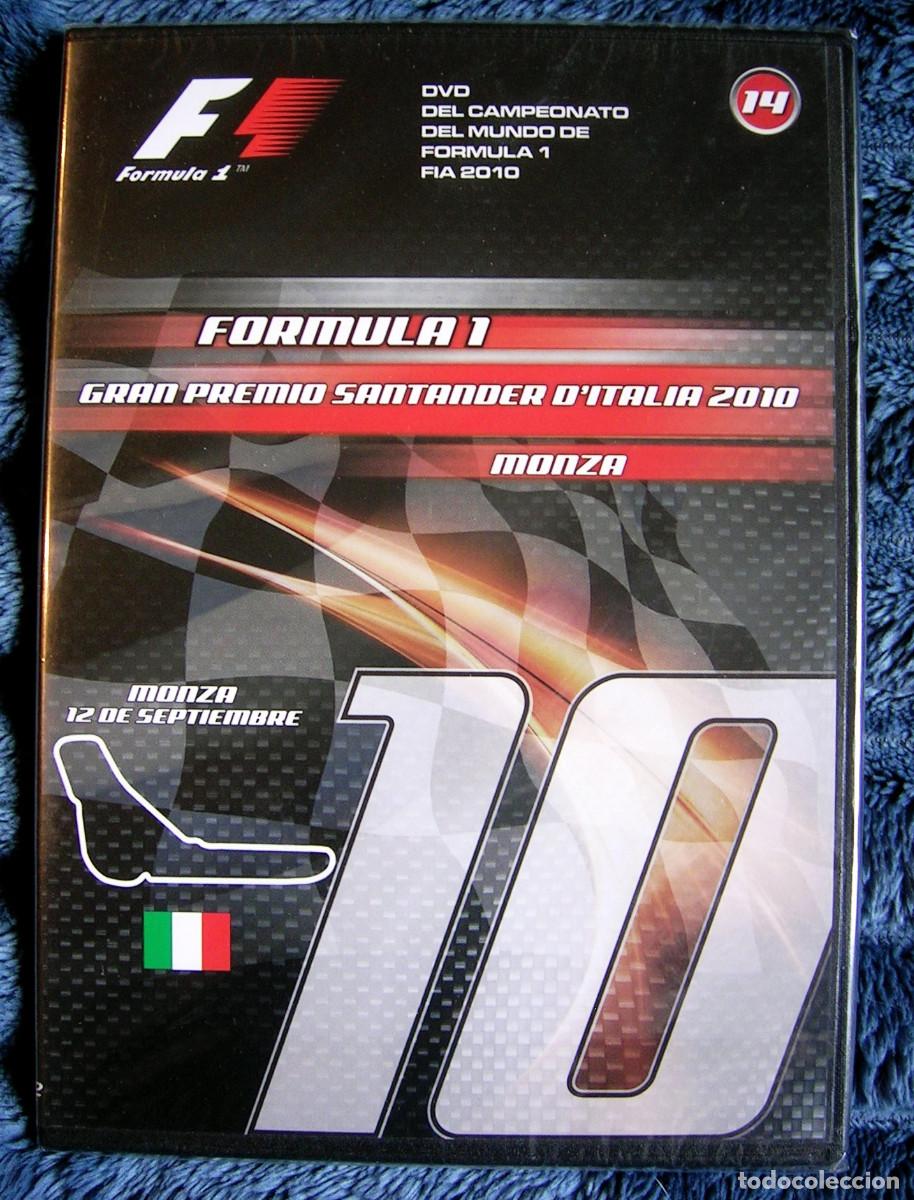 F1
Formula 1 ™
DVD
DEL CAMPEONATO
DEL MUNDO DE
FORMULA 1
FIA 2010
14
FORMULA 1
GRAN PREMIO SANTANDER D'ITALIA 2010
MONZA
MONZA
12 DE SEPTIEMBRE
10
2
todocoleccion